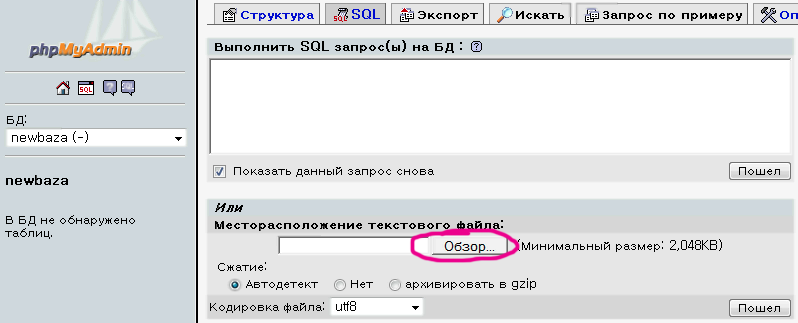 phpMyAdmin
SQL
БД:
newbaza (-)
newbaza
В БД не обнаружено
таблиц.
Структура
SQL SQL
Экспорт
Искать
Запрос по примеру
Оп
Выполнить SQL запрос(ы) на БД : ?
Показать данный запрос снова
Пошел
Или
Месторасположение текстового файла:
Обзор... (Минимальный размер: 2,048KB)
Сжатие:
Автодетект Нет архивировать в gzip
Кодировка файла: utf8
Пошел